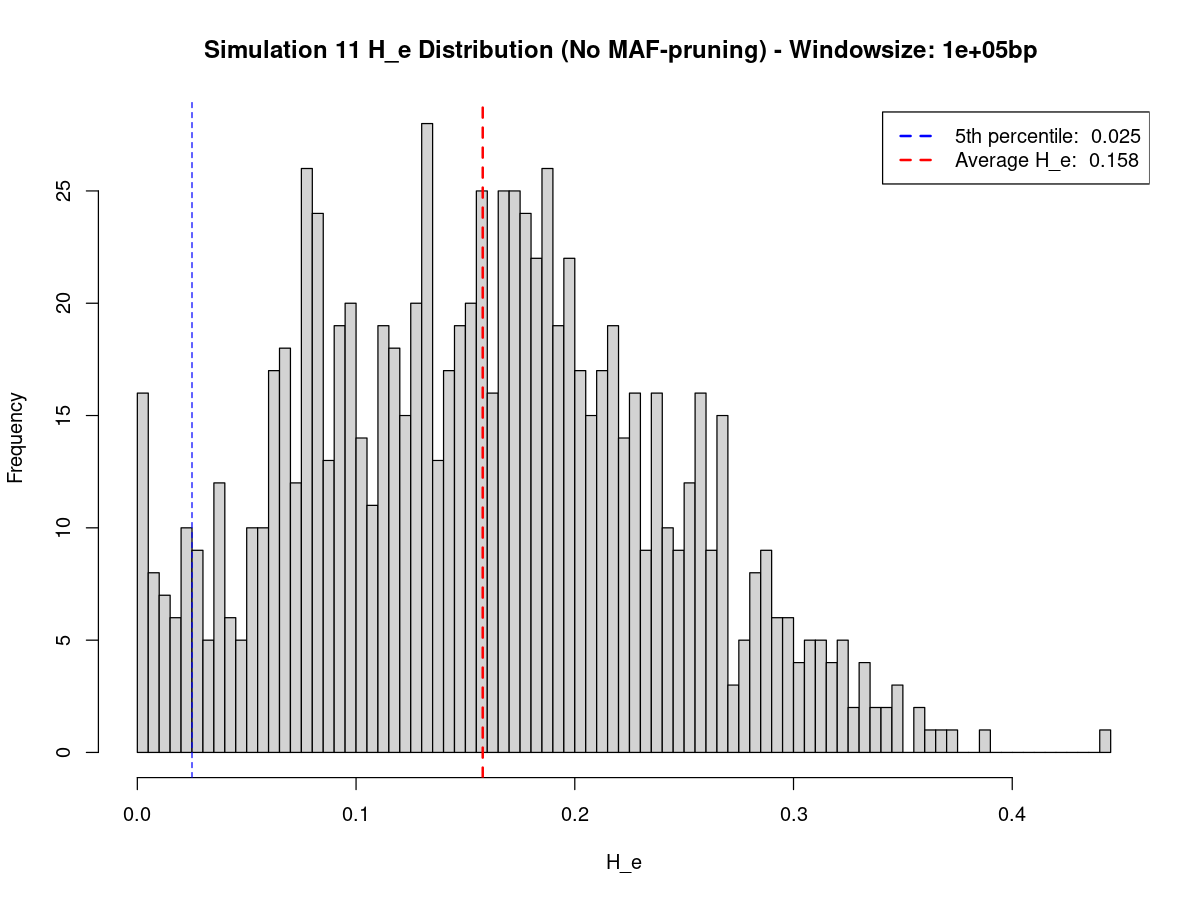 Simulation 11 H_e Distribution (No MAF-pruning) - Windowsize: 1e+05bp
5th percentile: 0.025
Average H_e: 0.158
Frequency
25
20
15
10
5
0
0.0 0.1 0.2 0.3 0.4
H_e